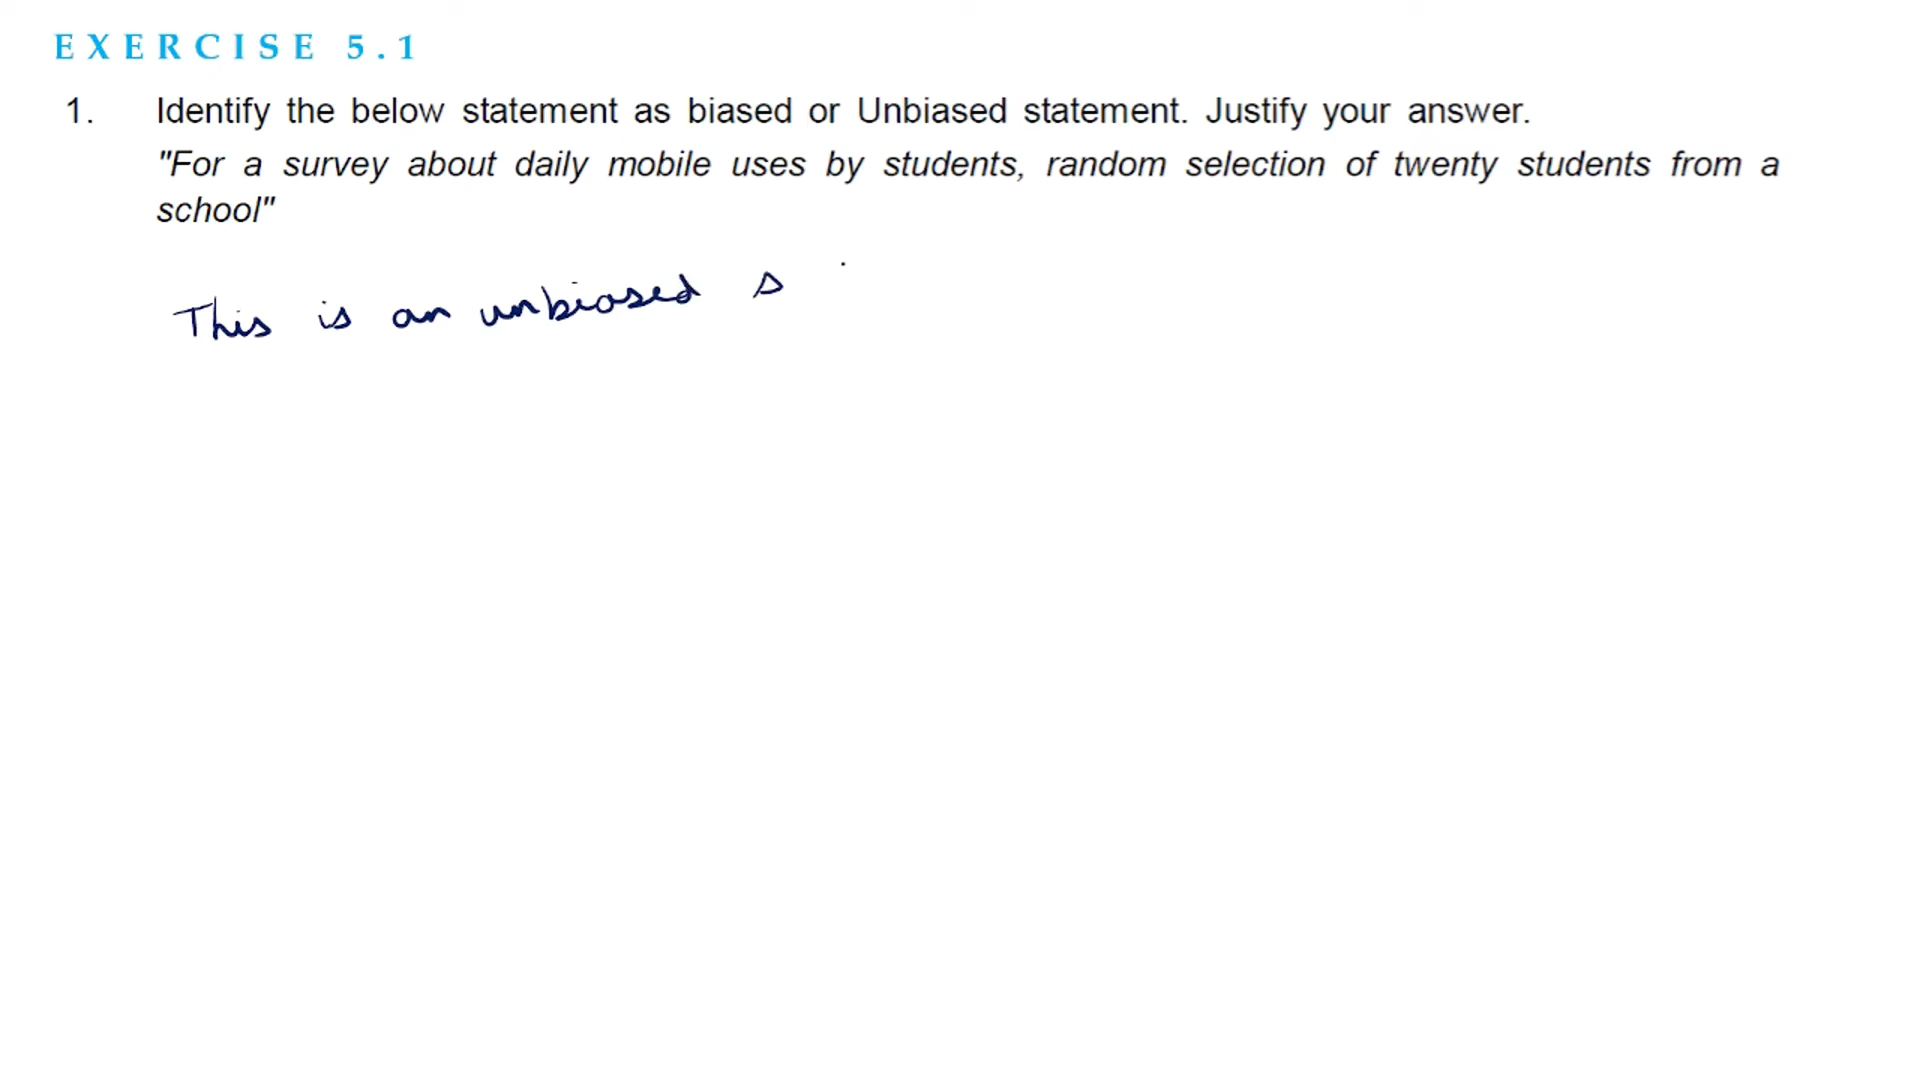 EXERCISE 5.1
1. Identify the below statement as biased or Unbiased statement. Justify your answer.
"For a survey about daily mobile uses by students, random selection of twenty students from a
school"
This is an unbiased s